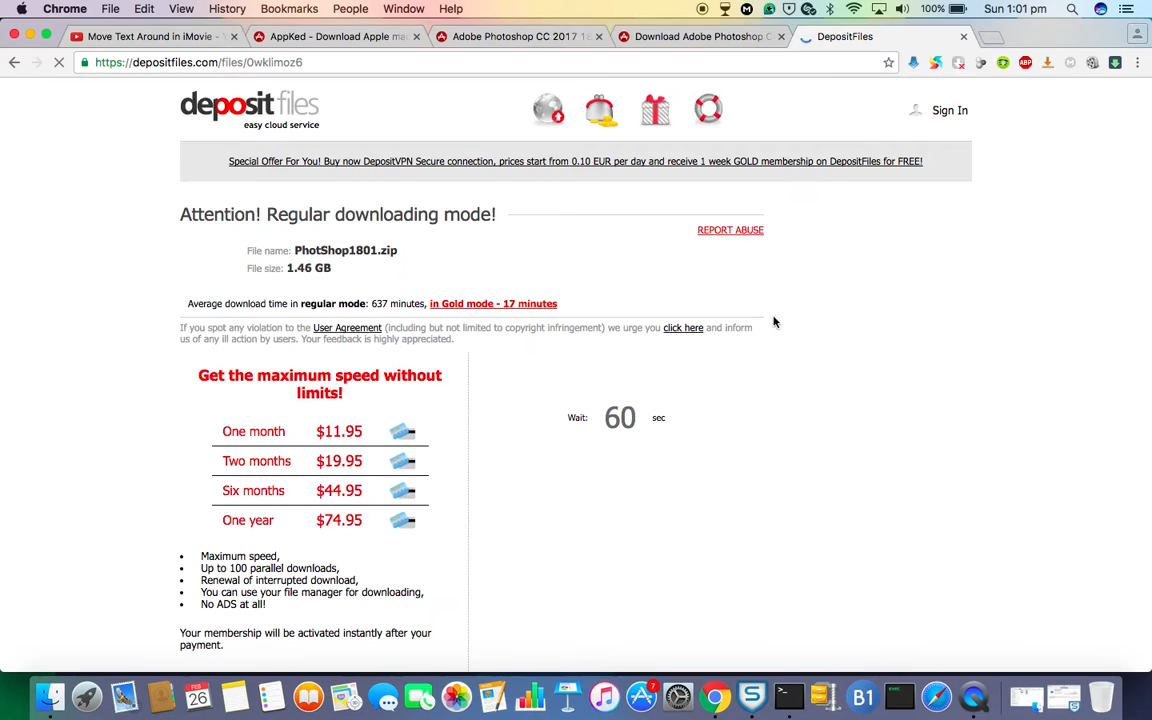 Chrome File Edit View History Bookmarks People Window Help 100% Sun 1:01 pm
Move Text Around in iMovie - AppKed - Download Apple ma Adobe Photoshop CC 2017 18 Download Adobe Photoshop C DepositFiles
https://depositfiles.com/files/0wklimoz6 ABP
depositfiles
easy cloud service
Sign In
Special Offer For You! Buy now DepositVPN Secure connection, prices start from 0.10 EUR per day and receive 1 week GOLD membership on DepositFiles for FREE!
Attention! Regular downloading mode!
REPORT ABUSE
File name: PhotShop1801.zip
File size: 1.46 GB
Average download time in regular mode: 637 minutes, in Gold mode - 17 minutes
If you spot any violation to the User Agreement (including but not limited to copyright infringement) we urge you click here and inform
us of any ill action by users. Your feedback is highly appreciated.
Get the maximum speed without
limits!
Wait: 60 sec
One month $11.95
Two months $19.95
Six months $44.95
One year $74.95
• Maximum speed,
• Up to 100 parallel downloads,
• Renewal of interrupted download,
• You can use your file manager for downloading,
• No ADS at all!
Your membership will be activated instantly after your
payment.
FEB
26
7
B1